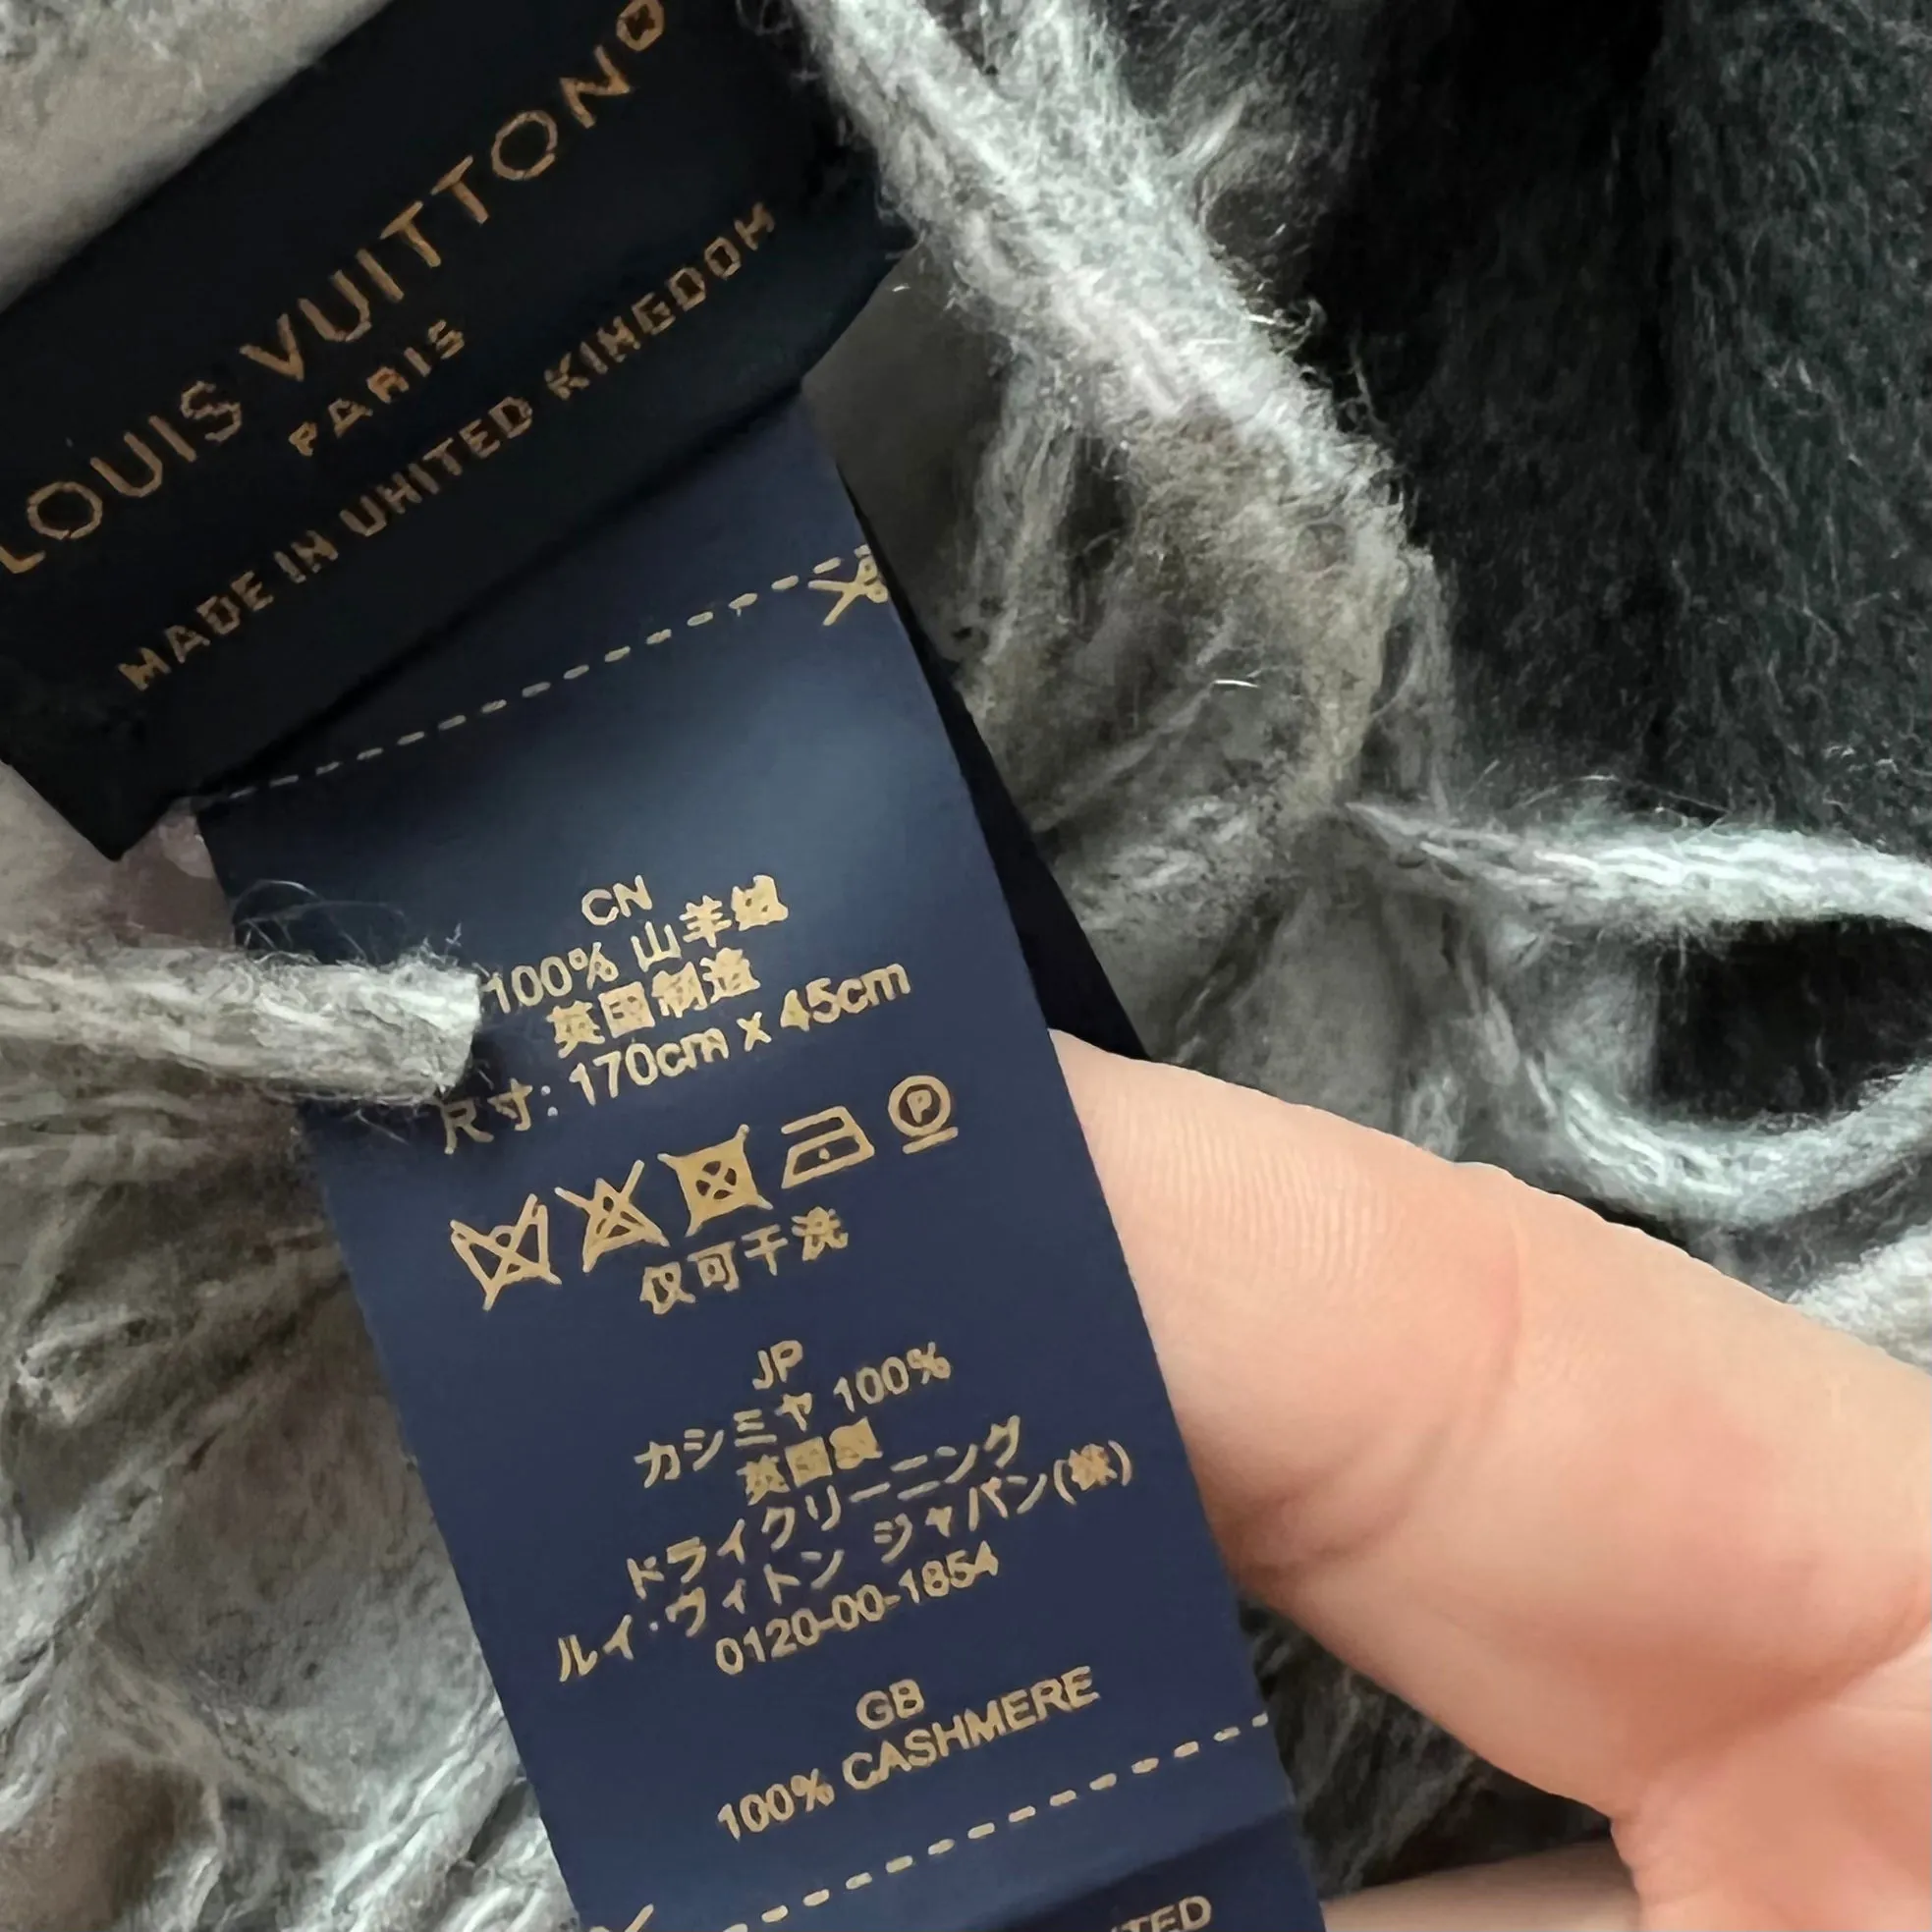 LOUIS VUITTON
PARIS
MADE IN UNITED KINGDOM
CN
100% 山羊绒
英国制造
尺寸: 170cm x 45cm
P
仅可干洗
JP
カシミヤ 100%
英国製
ドライクリーニング
ルイ・ヴィトン ジャパン(株)
0120-00-1854
GB
100% CASHMERE